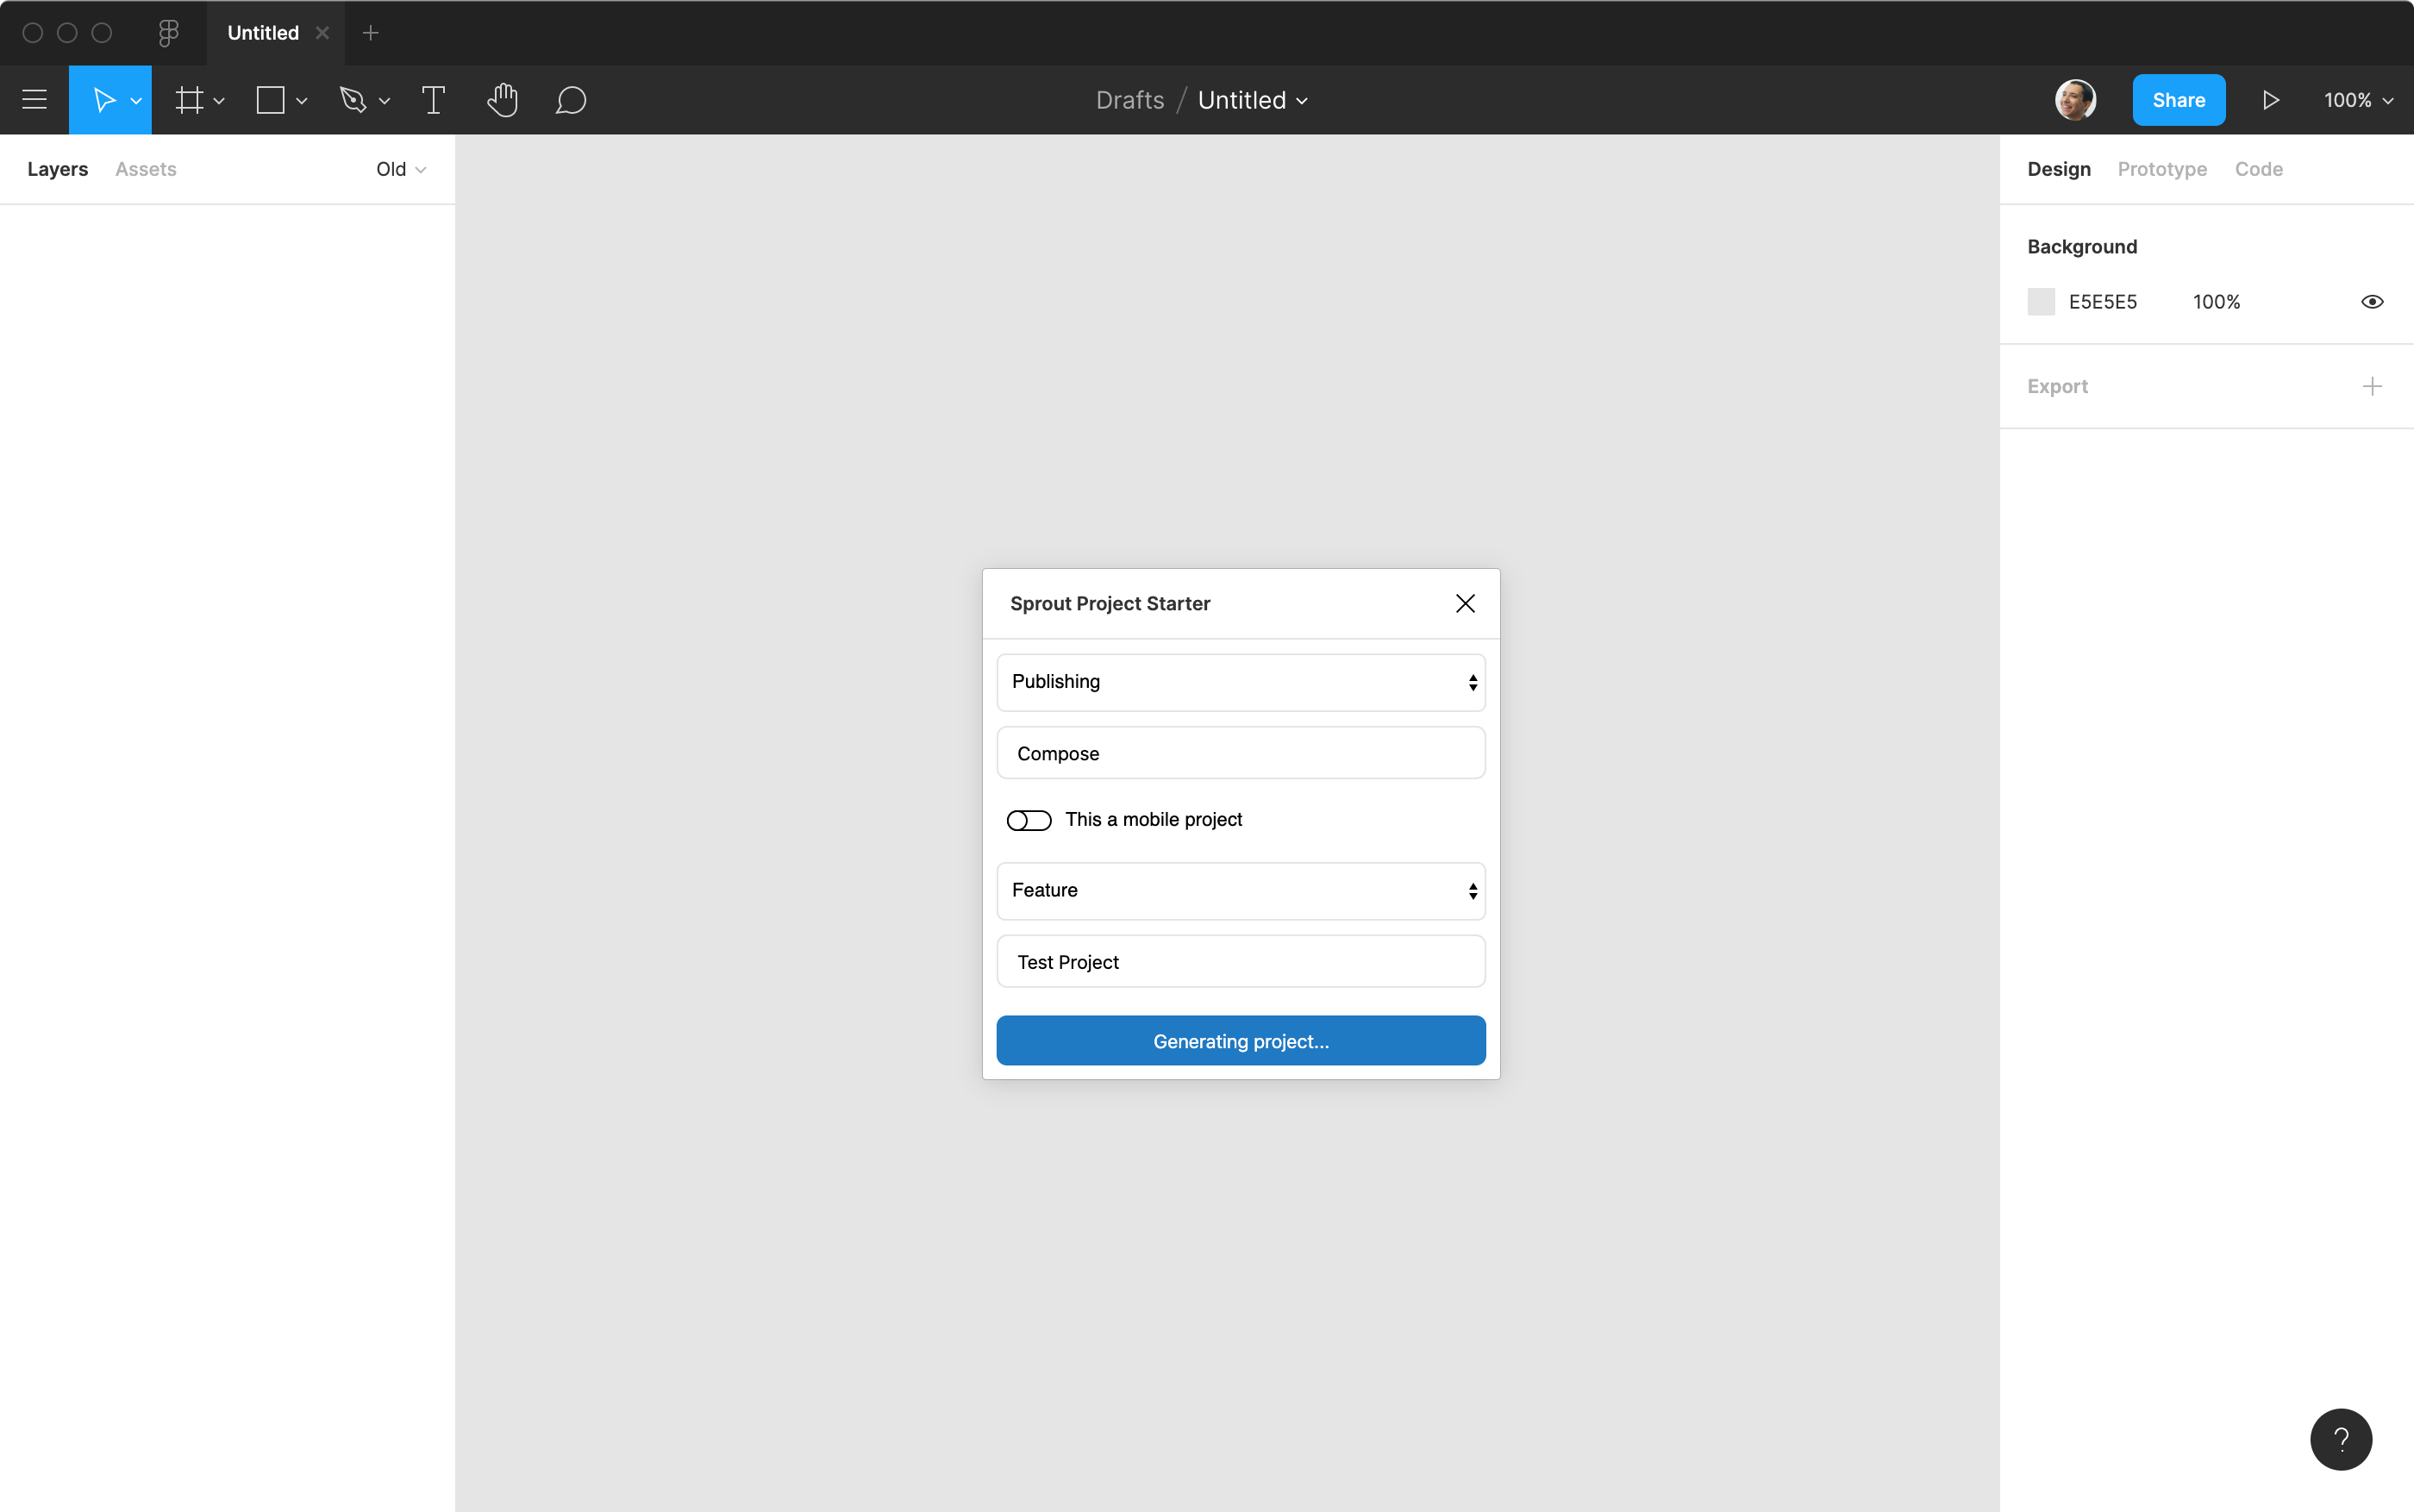 Untitled
Drafts / Untitled
Share
100%
Layers Assets Old
Design Prototype Code
Background
E5E5E5 100%
Export
Sprout Project Starter
Publishing
Compose
This a mobile project
Feature
Test Project
Generating project...
?